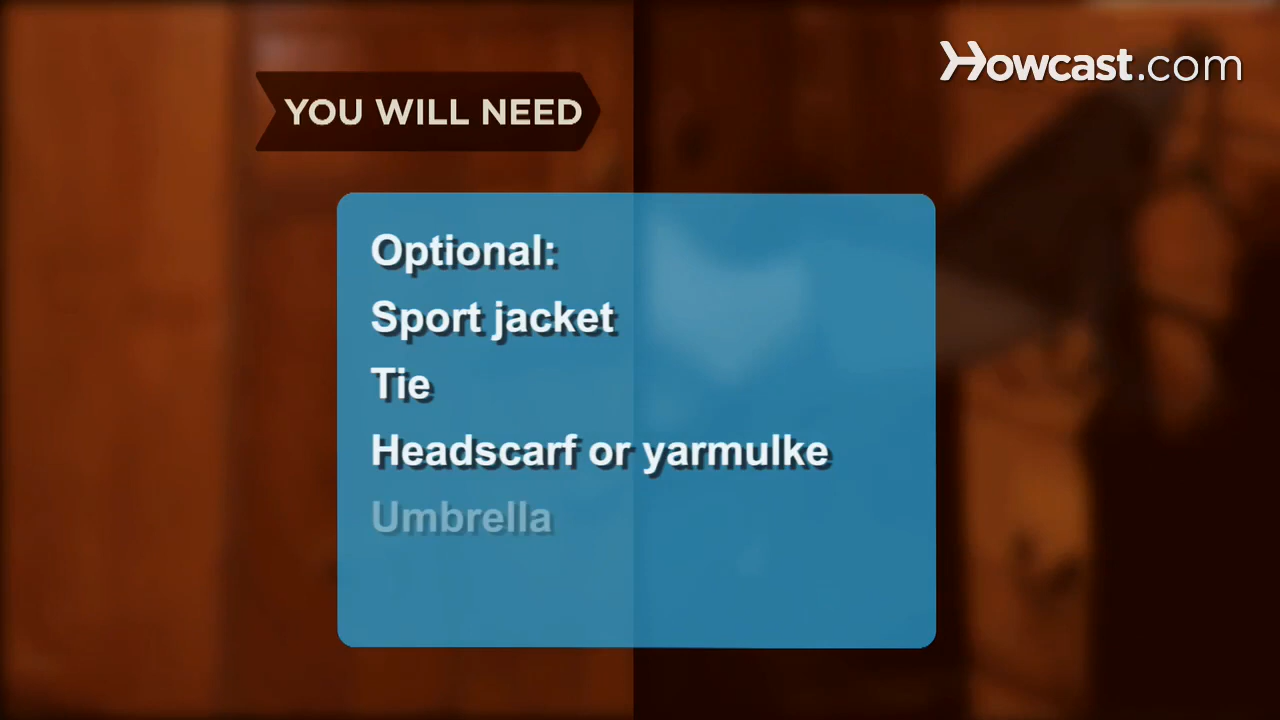 Howcast.com
YOU WILL NEED
Optional:
Sport jacket
Tie
Headscarf or yarmulke
Umbrella